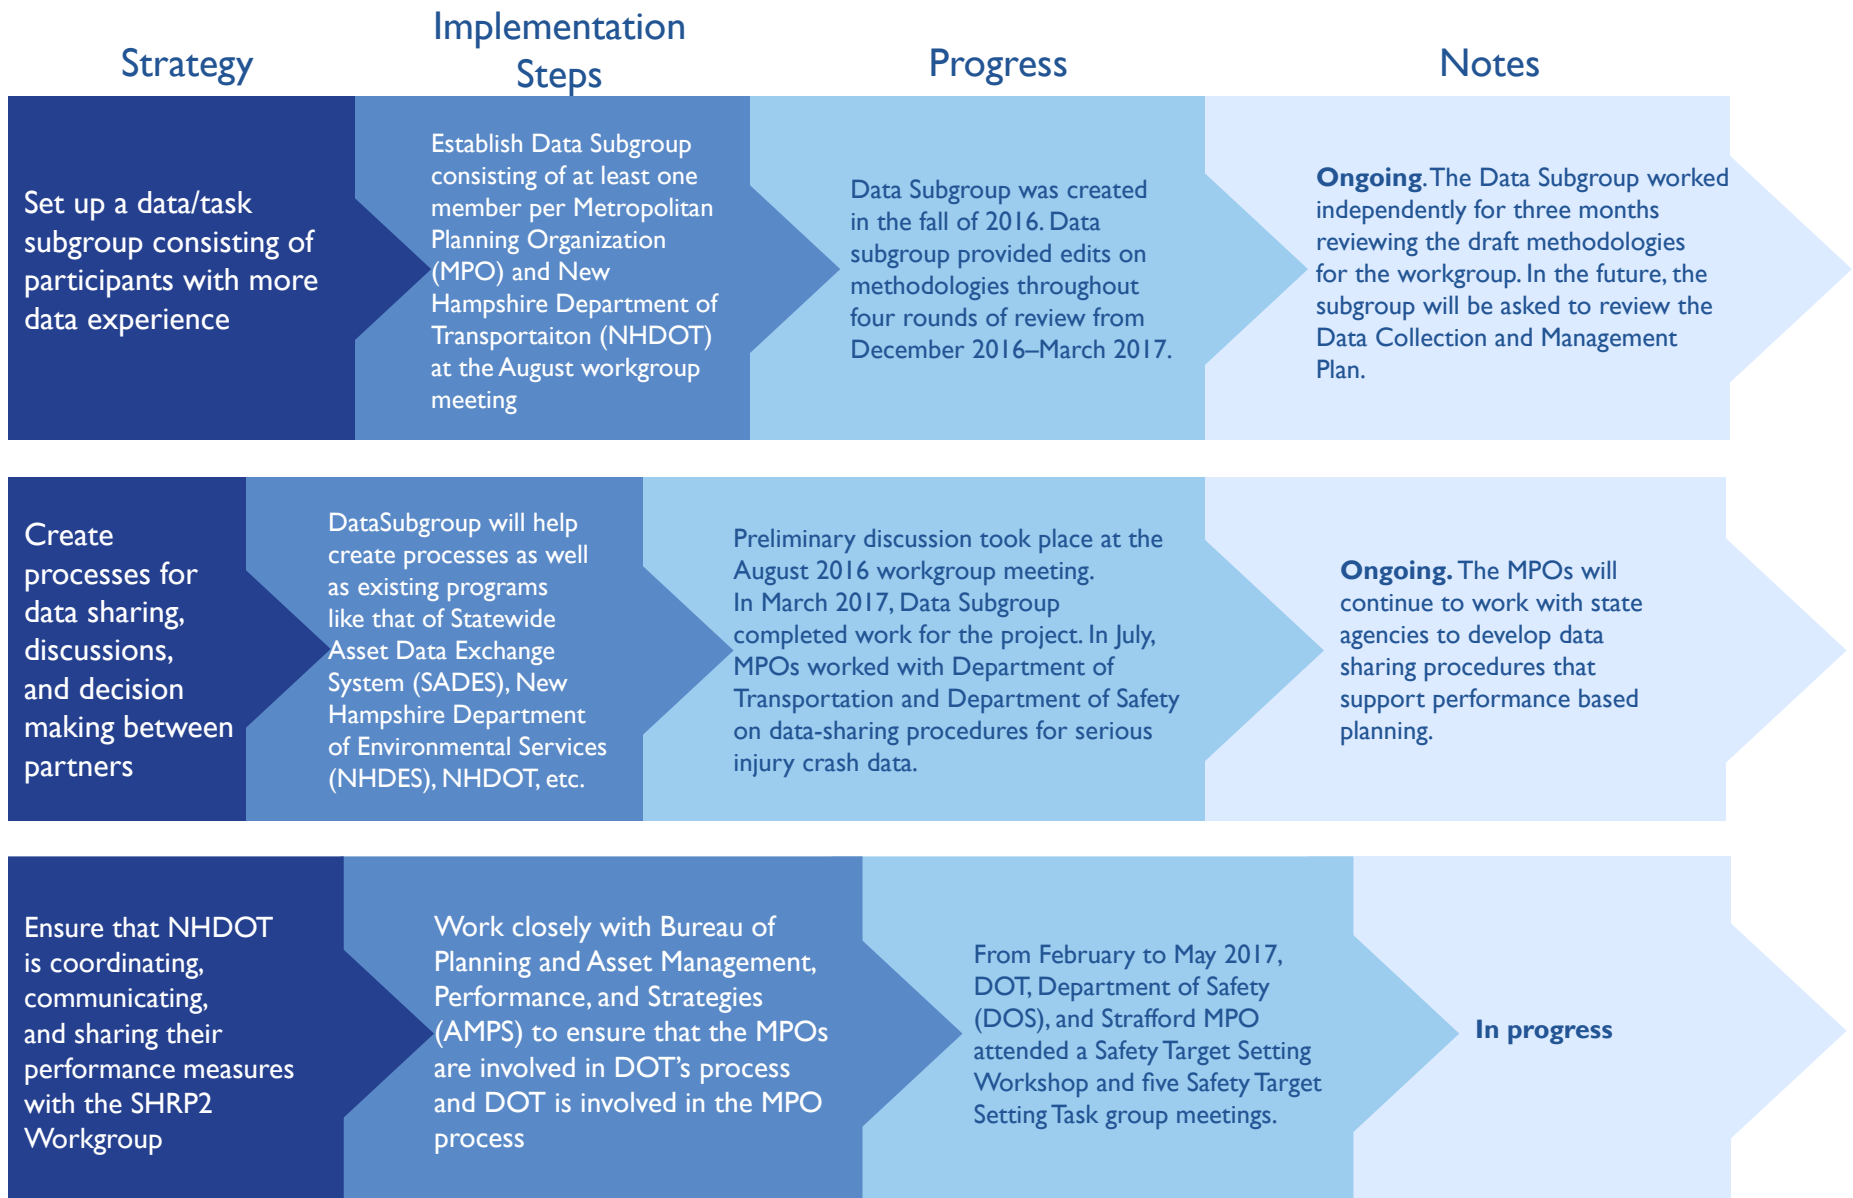 Strategy
Implementation
Steps
Progress
Notes
Set up a data/task
subgroup consisting of
participants with more
data experience
Establish Data Subgroup
consisting of at least one
member per Metropolitan
Planning Organization
(MPO) and New
Hampshire Department of
Transportaiton (NHDOT)
at the August workgroup
meeting
Data Subgroup was created
in the fall of 2016. Data
subgroup provided edits on
methodologies throughout
four rounds of review from
December 2016–March 2017.
Ongoing. The Data Subgroup worked
independently for three months
reviewing the draft methodologies
for the workgroup. In the future, the
subgroup will be asked to review the
Data Collection and Management
Plan.
Create
processes for
data sharing,
discussions,
and decision
making between
partners
DataSubgroup will help
create processes as well
as existing programs
like that of Statewide
Asset Data Exchange
System (SADES), New
Hampshire Department
of Environmental Services
(NHDES), NHDOT, etc.
Preliminary discussion took place at the
August 2016 workgroup meeting.
In March 2017, Data Subgroup
completed work for the project. In July,
MPOs worked with Department of
Transportation and Department of Safety
on data-sharing procedures for serious
injury crash data.
Ongoing. The MPOs will
continue to work with state
agencies to develop data
sharing procedures that
support performance based
planning.
Ensure that NHDOT
is coordinating,
communicating,
and sharing their
performance measures
with the SHRP2
Workgroup
Work closely with Bureau of
Planning and Asset Management,
Performance, and Strategies
(AMPS) to ensure that the MPOs
are involved in DOT’s process
and DOT is involved in the MPO
process
From February to May 2017,
DOT, Department of Safety
(DOS), and Strafford MPO
attended a Safety Target Setting
Workshop and five Safety Target
Setting Task group meetings.
In progress